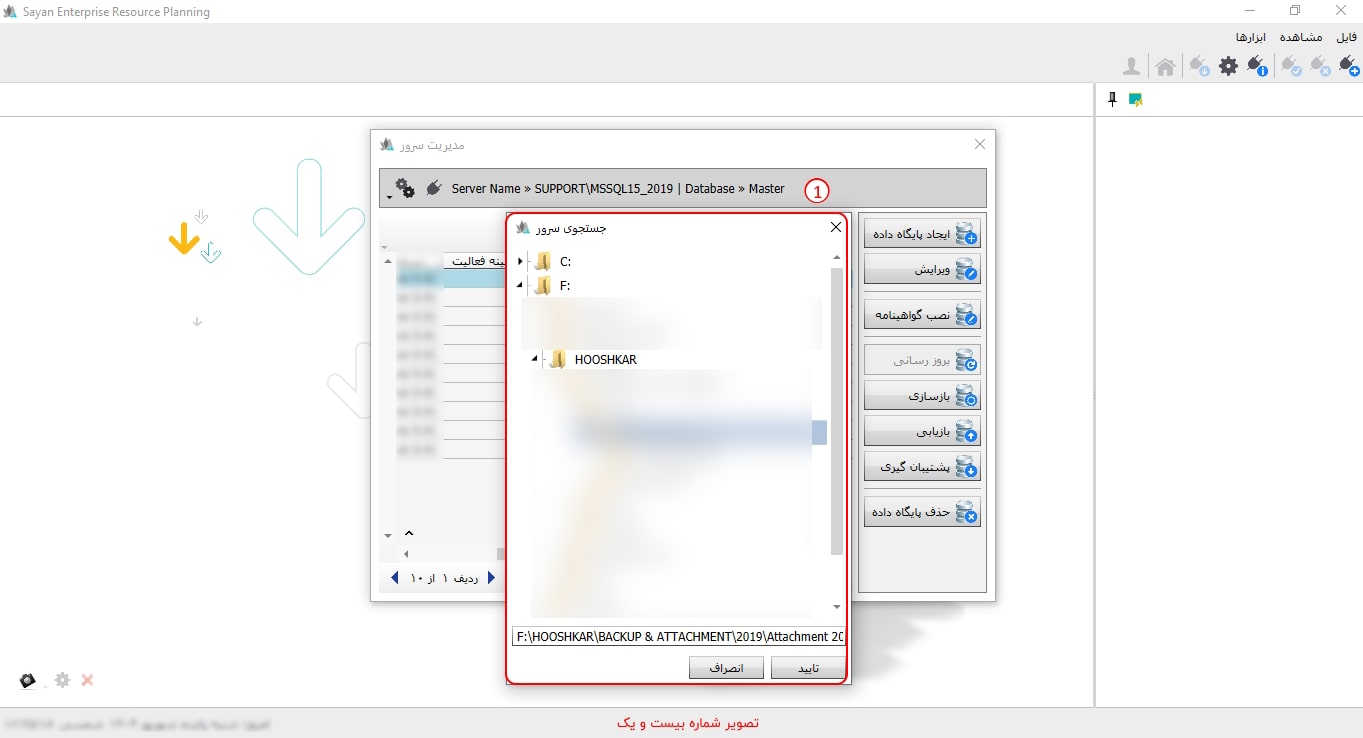 Sayan Enterprise Resource Planning
فایل مشاهده ابزارها
مدیریت سرور
Server Name » SUPPORT\MSSQL15_2019 | Database » Master
1
جستجوی سرور
C:
F:
HOOSHKAR
F:\HOOSHKAR\BACKUP & ATTACHMENT\2019\Attachment 20
تایید
انصراف
ینه فعالیت
ردیف ۱ از ۱۰
ایجاد پایگاه داده
ویرایش
نصب گواهینامه
بروز رسانی
بازسازی
بازیابی
پشتیبان گیری
حذف پایگاه داده
تصویر شماره بیست و یک